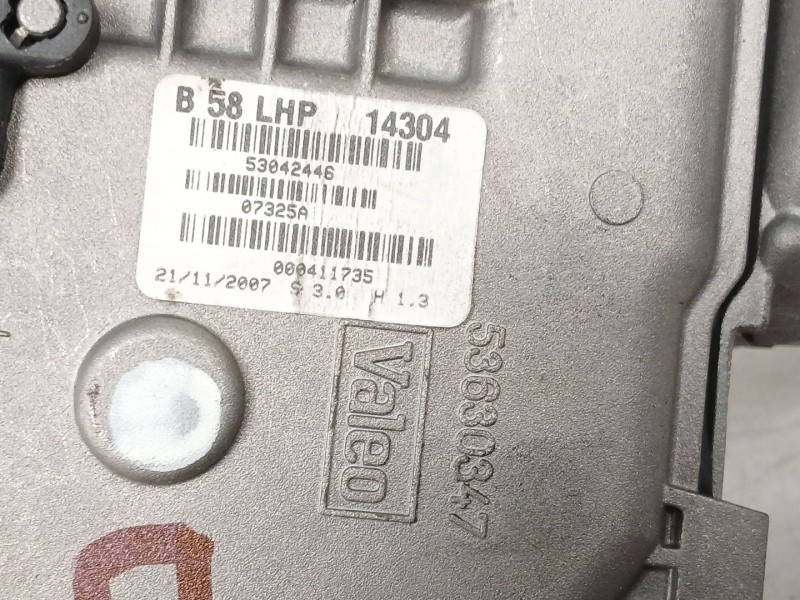 B 58 LHP 14304
53042446
07325A
000411735
21/11/2007 S 3.0 H 1.3
Valeo
53630347